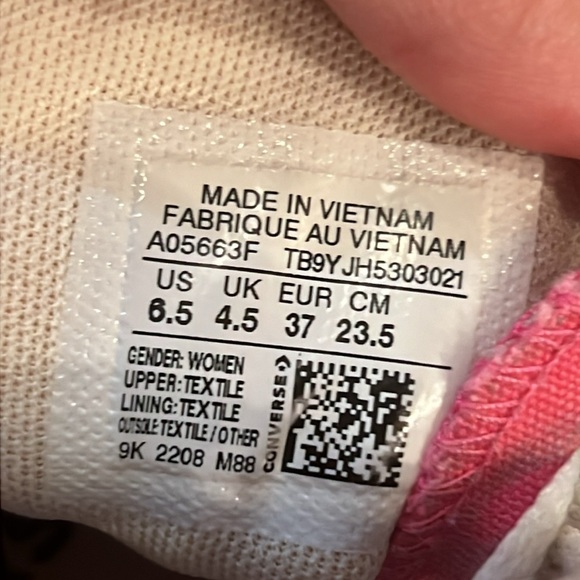 MADE IN VIETNAM
FABRIQUE AU VIETNAM
A05663F TB9YJH5303021
US UK EUR CM
6.5 4.5 37 23.5
GENDER: WOMEN
UPPER: TEXTILE
LINING: TEXTILE
OUTSOLE TEXTILE / OTHER
9K 2208 M88
CONVERSE